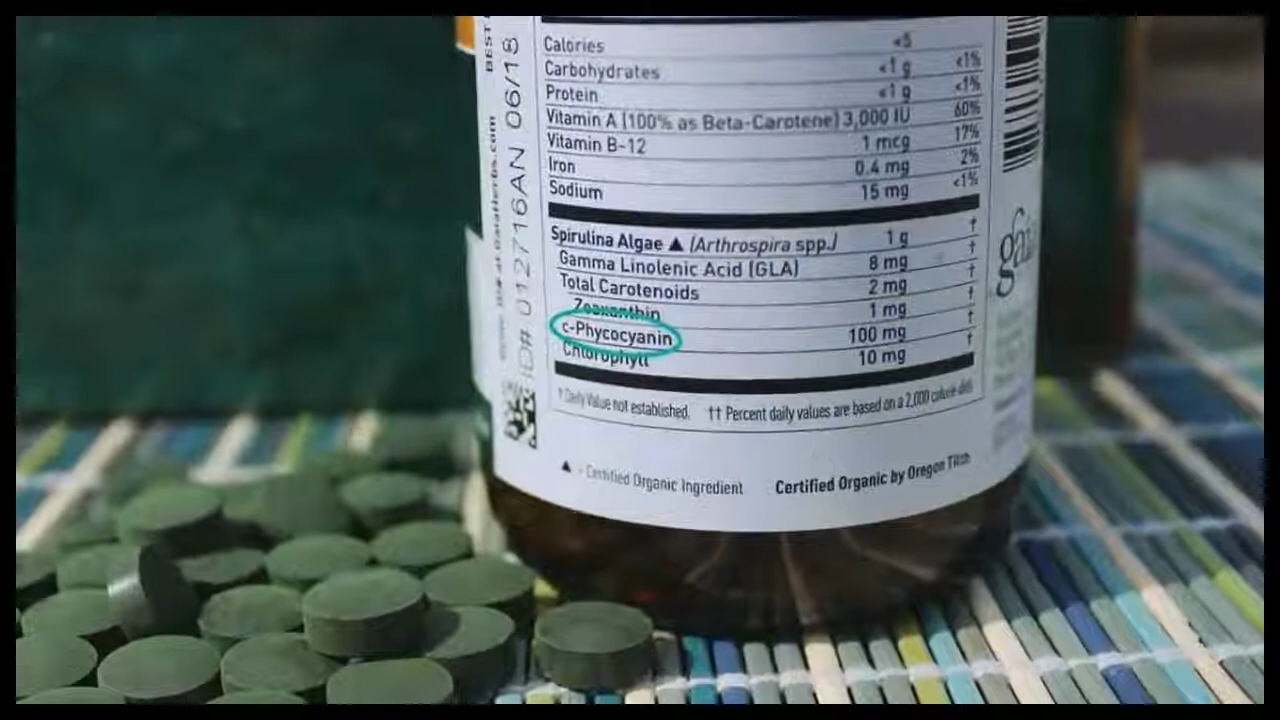 Calories <5
Carbohydrates <1 g <1%
Protein <1 g <1%
Vitamin A (100% as Beta-Carotene) 3,000 IU 60%
Vitamin B-12 1 mcg 17%
Iron 0.4 mg 2%
Sodium 15 mg <1%
Spirulina Algae ▲ (Arthrospira spp.) 1 g †
Gamma Linolenic Acid (GLA) 8 mg †
Total Carotenoids 2 mg †
Zeaxanthin 1 mg †
c-Phycocyanin 100 mg †
Chlorophyll 10 mg †
† Daily Value not established. †† Percent daily values are based on a 2,000 calorie diet.
▲ - Certified Organic Ingredient Certified Organic by Oregon Tilth
BEST
ID# 012716AN 06/18
gaia